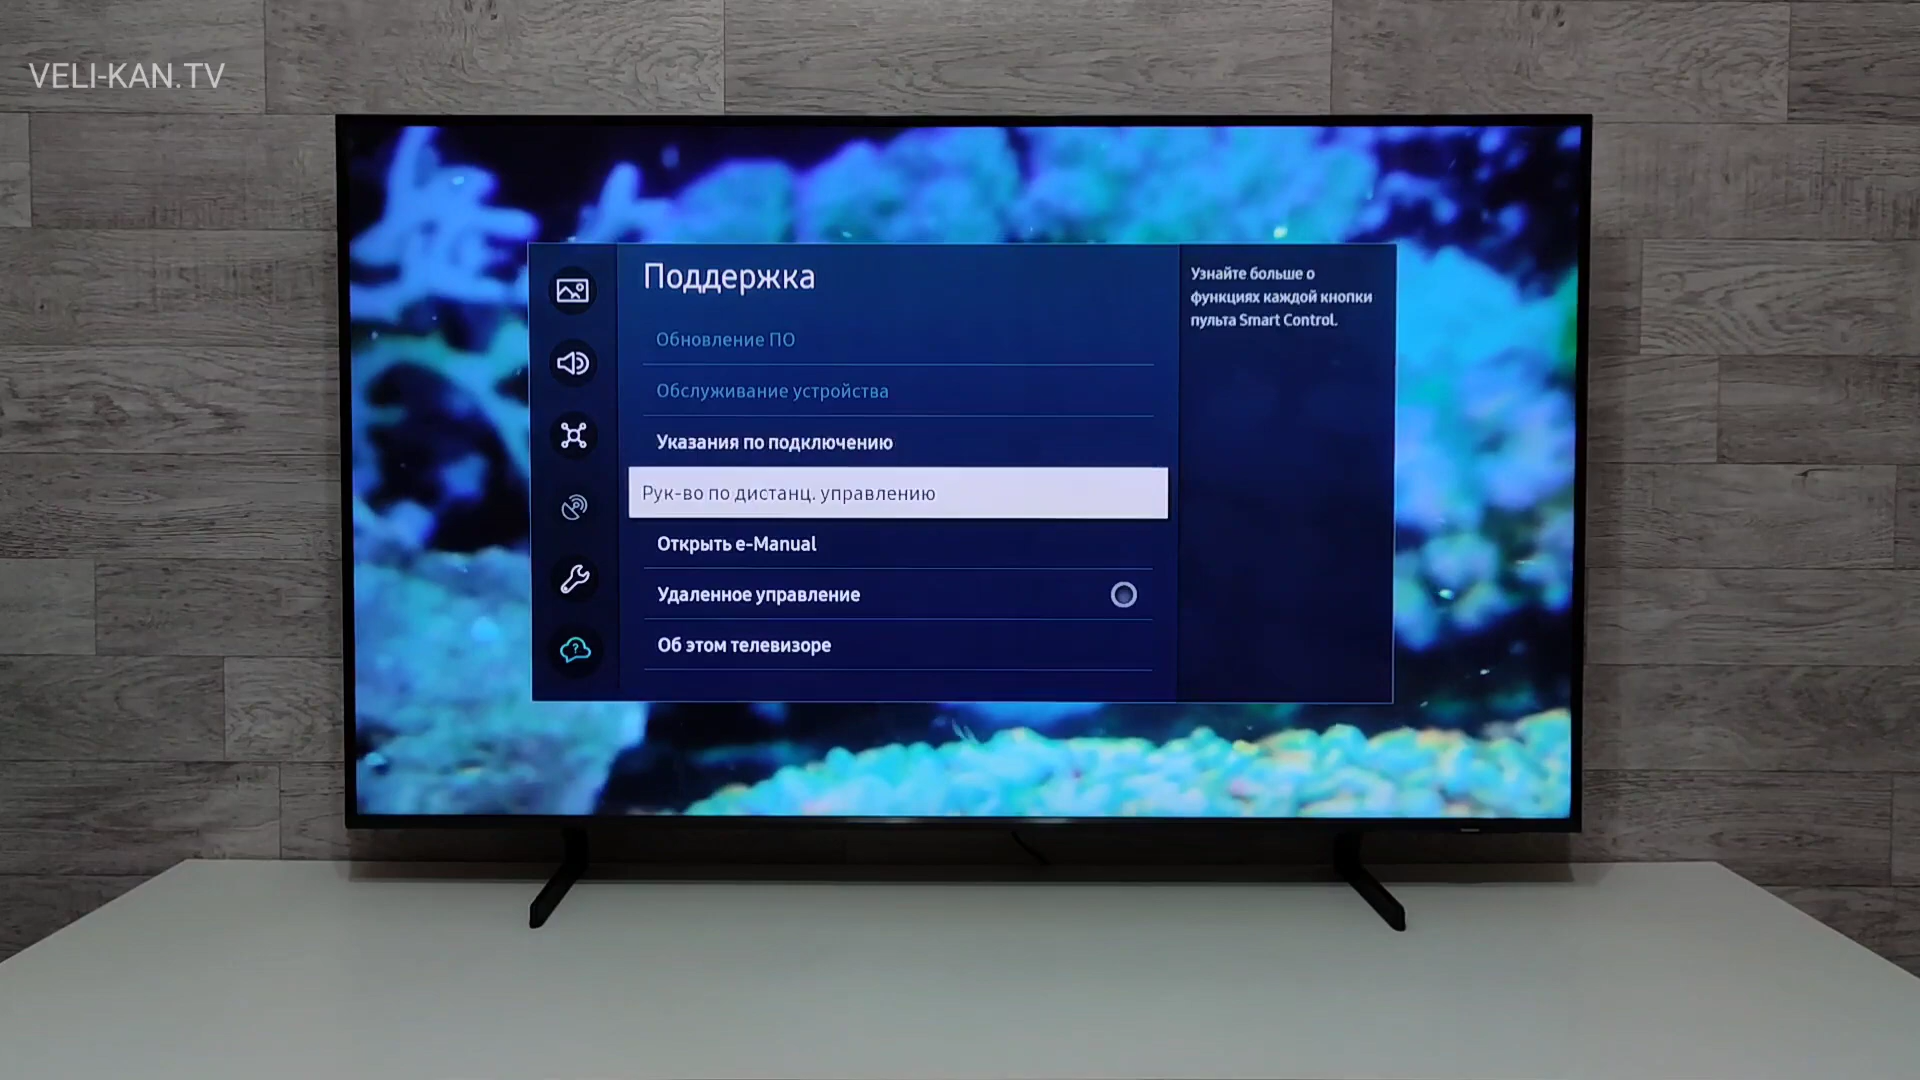 VELI-KAN.TV
Поддержка
Обновление ПО
Обслуживание устройства
Указания по подключению
Рук-во по дистанц. управлению
Открыть e-Manual
Удаленное управление
Об этом телевизоре
Узнайте больше о
функциях каждой кнопки
пульта Smart Control.